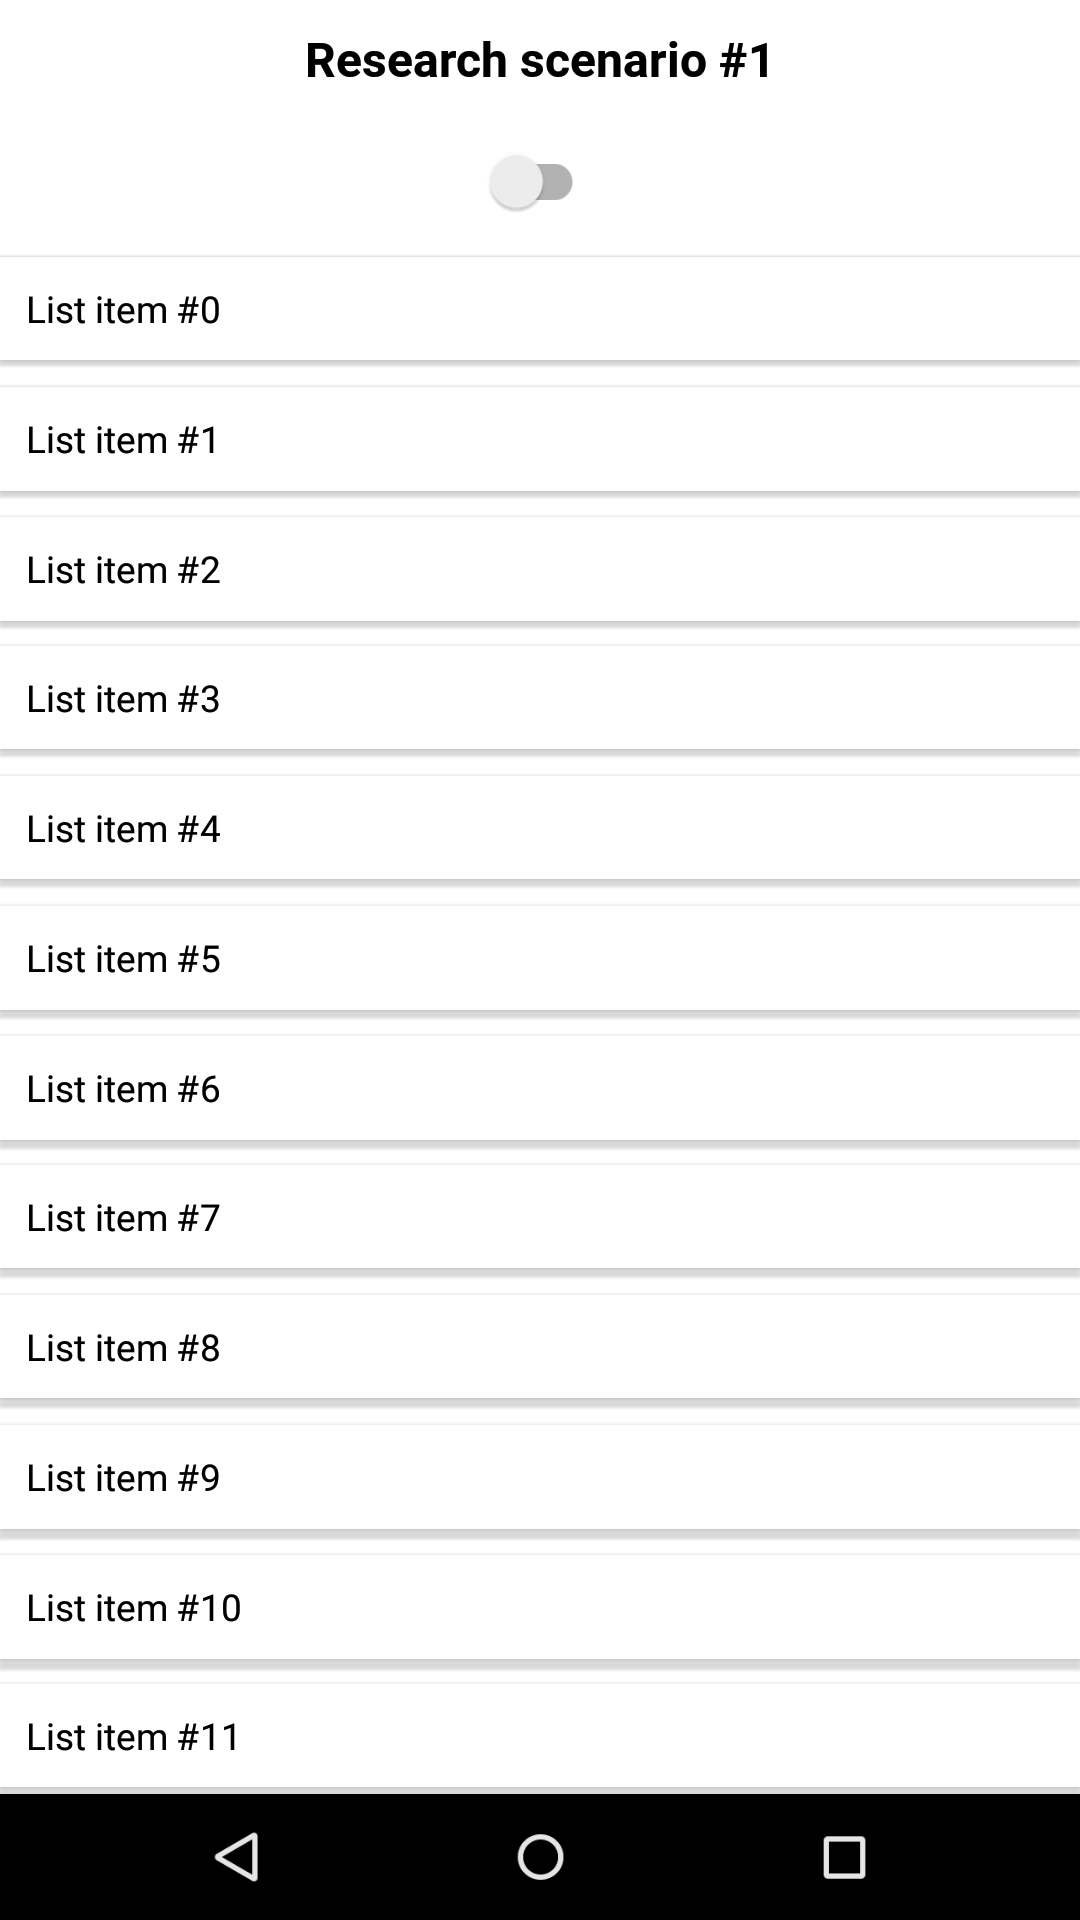 Research scenario #1
List item #0
List item #1
List item #2
List item #3
List item #4
List item #5
List item #6
List item #7
List item #8
List item #9
List item #10
List item #11